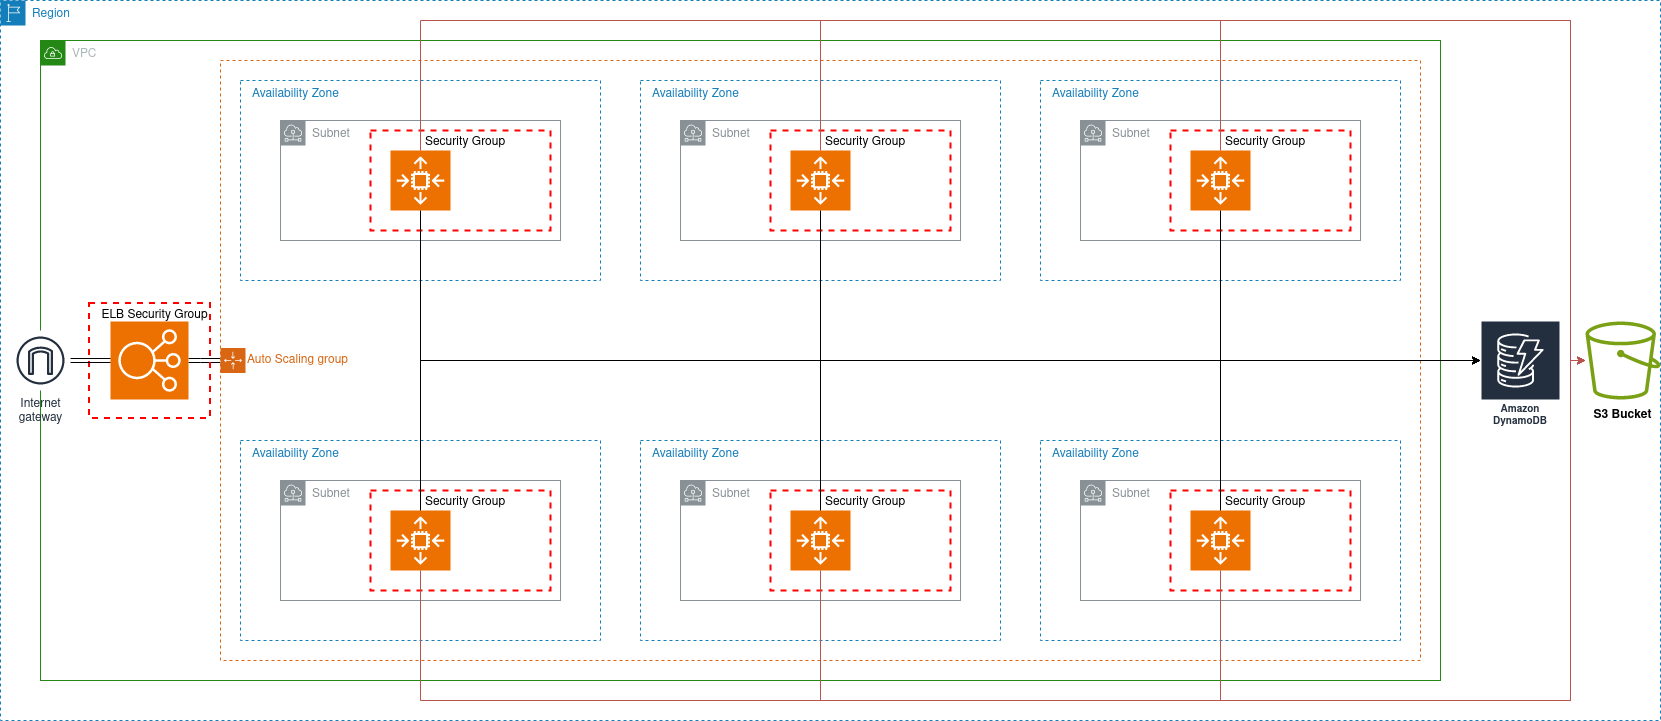 Region
VPC
Availability Zone
Availability Zone
Availability Zone
Subnet
Security Group
Subnet
Security Group
Subnet
Security Group
ELB Security Group
Auto Scaling group
Internet
gateway
Amazon
DynamoDB
S3 Bucket
Availability Zone
Availability Zone
Availability Zone
Subnet
Security Group
Subnet
Security Group
Subnet
Security Group